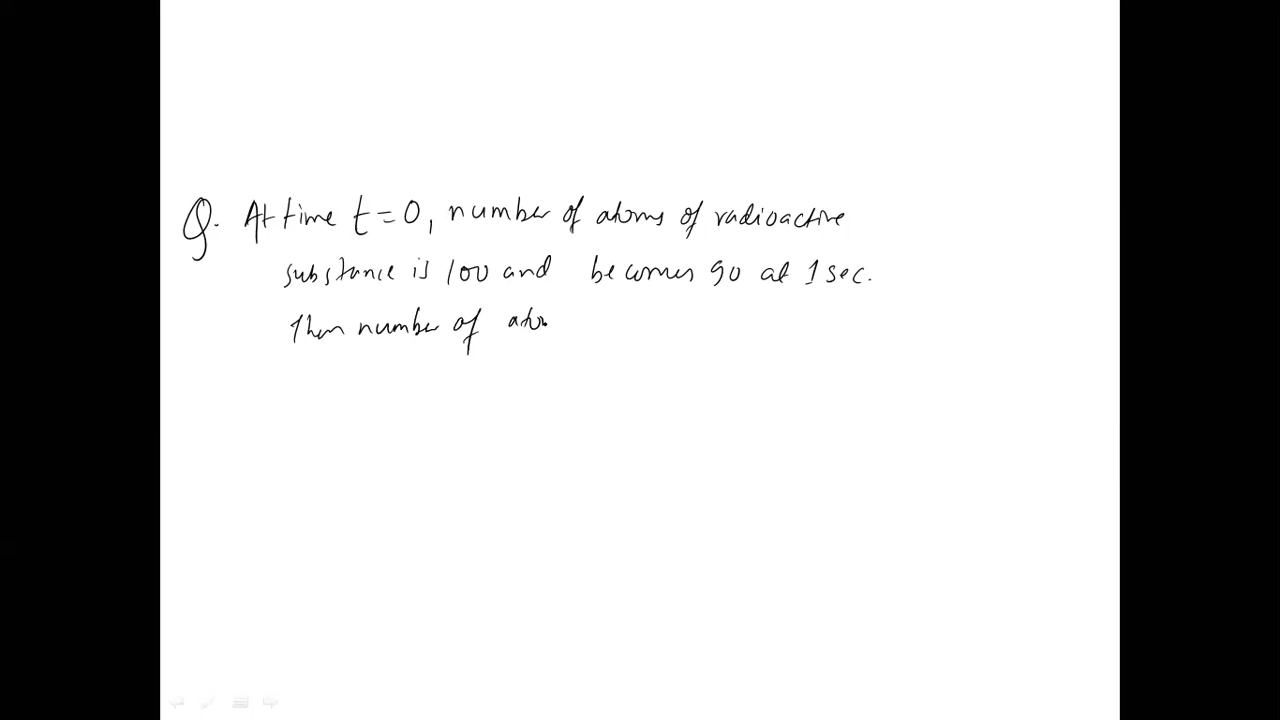 Q. At time t = 0, number of atoms of radioactive
substance is 100 and becomes 90 at 1 sec.
Then number of ato